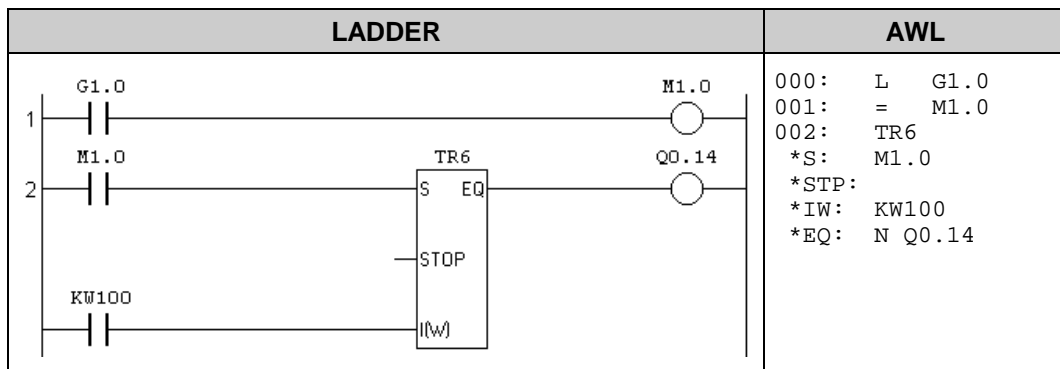 LADDER AWL
G1.0 M1.0
1
M1.0 TR6 Q0.14
2 S EQ
STOP
KW100
I(W)
000: L G1.0
001: = M1.0
002: TR6
*S: M1.0
*STP:
*IW: KW100
*EQ: N Q0.14